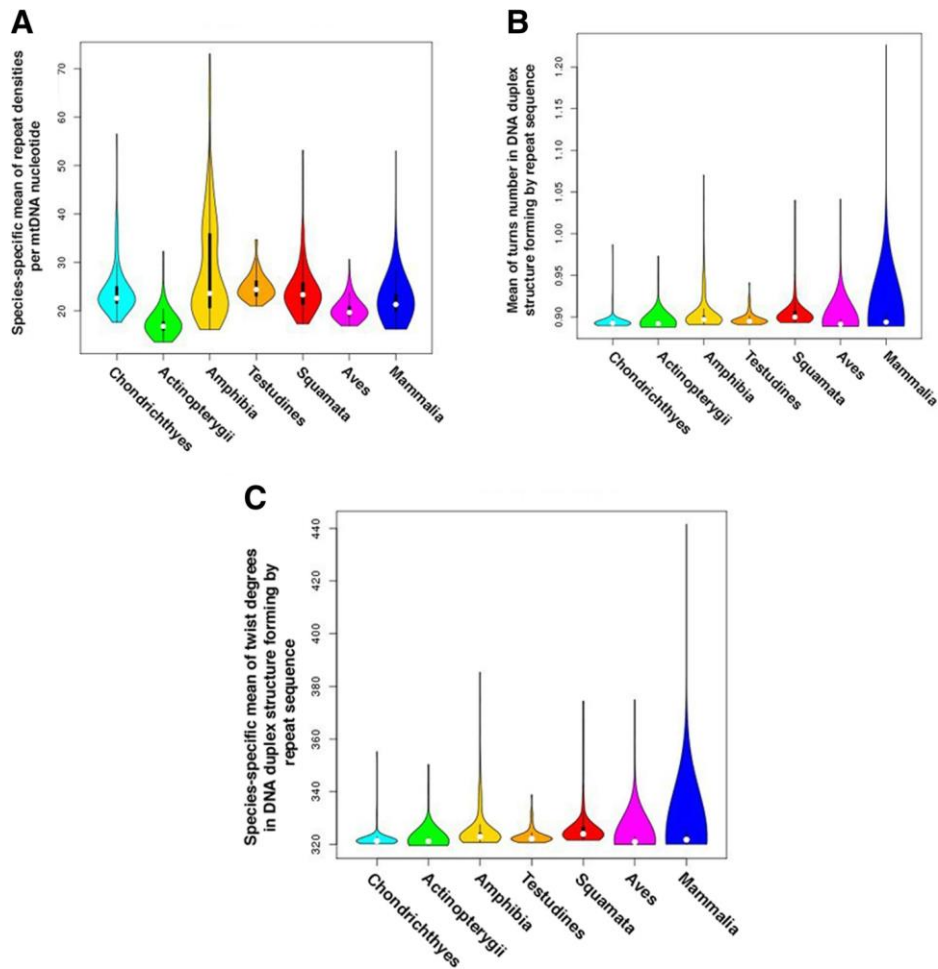 A
Species-specific mean of repeat densities
per mtDNA nucleotide
70
60
50
40
30
20
Chondrichthyes
Actinopterygii
Amphibia
Testudines
Squamata
Aves
Mammalia
B
Mean of turns number in DNA duplex
structure forming by repeat sequence
1.20
1.15
1.10
1.05
1.00
0.95
0.90
Chondrichthyes
Actinopterygii
Amphibia
Testudines
Squamata
Aves
Mammalia
C
Species-specific mean of twist degrees
in DNA duplex structure forming by
repeat sequence
440
420
400
380
360
340
320
Chondrichthyes
Actinopterygii
Amphibia
Testudines
Squamata
Aves
Mammalia